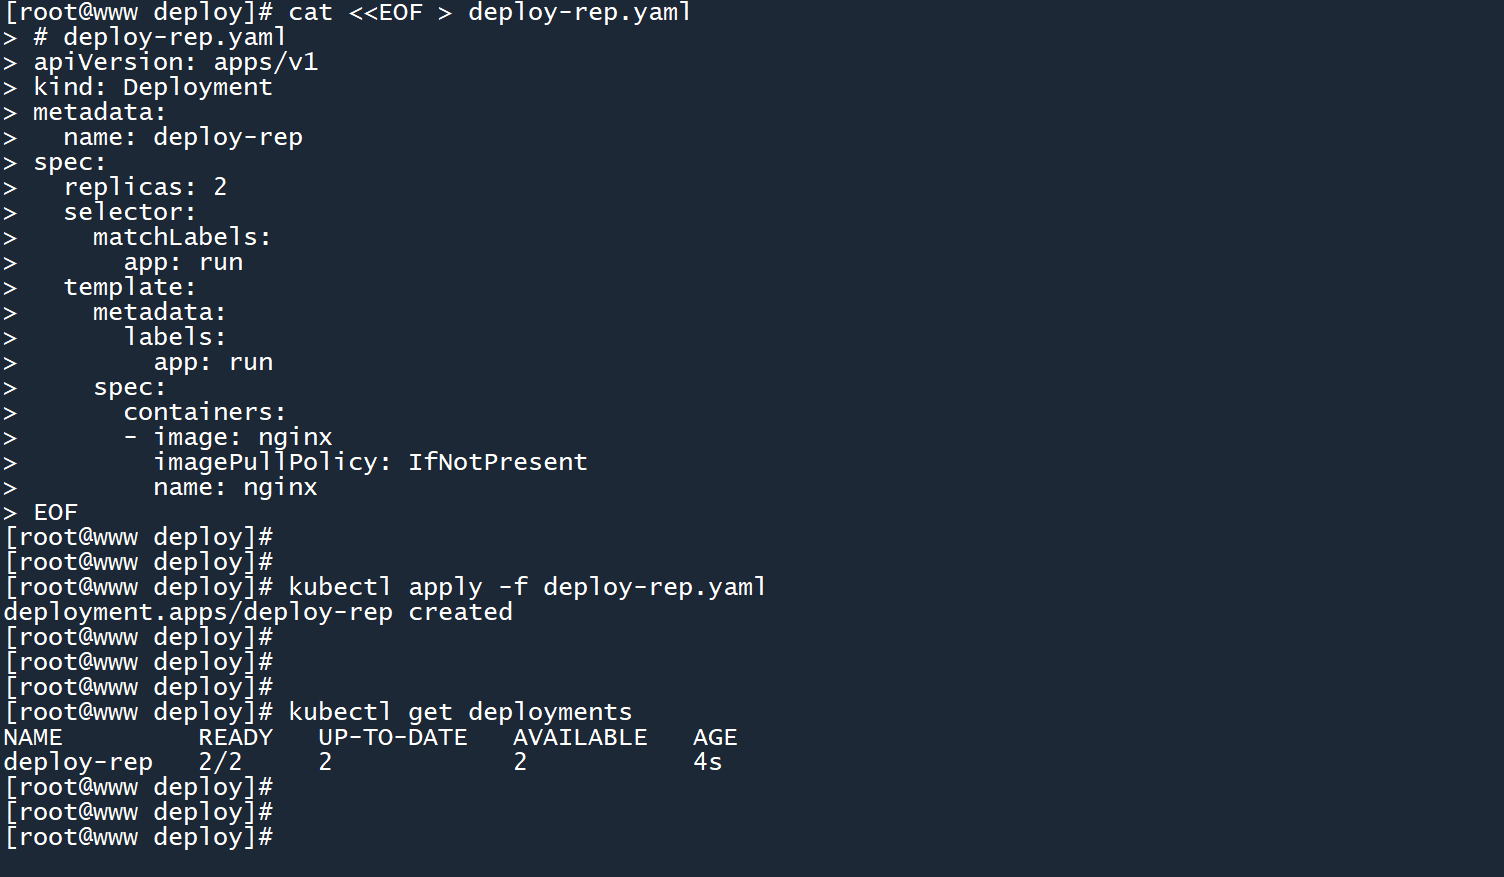 [root@www deploy]# cat <<EOF > deploy-rep.yaml
> # deploy-rep.yaml
> apiVersion: apps/v1
> kind: Deployment
> metadata:
>   name: deploy-rep
> spec:
>   replicas: 2
>   selector:
>     matchLabels:
>       app: run
>   template:
>     metadata:
>       labels:
>         app: run
>     spec:
>       containers:
>       - image: nginx
>         imagePullPolicy: IfNotPresent
>         name: nginx
> EOF
[root@www deploy]#
[root@www deploy]#
[root@www deploy]# kubectl apply -f deploy-rep.yaml
deployment.apps/deploy-rep created
[root@www deploy]#
[root@www deploy]#
[root@www deploy]#
[root@www deploy]# kubectl get deployments
NAME         READY   UP-TO-DATE   AVAILABLE   AGE
deploy-rep   2/2     2            2           4s
[root@www deploy]#
[root@www deploy]#
[root@www deploy]#